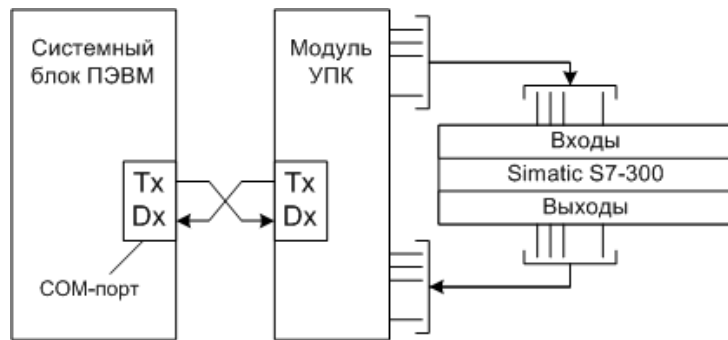 Системный
блок ПЭВМ
Модуль
УПК
Tx
Dx
Tx
Dx
COM-порт
Входы
Simatic S7-300
Выходы